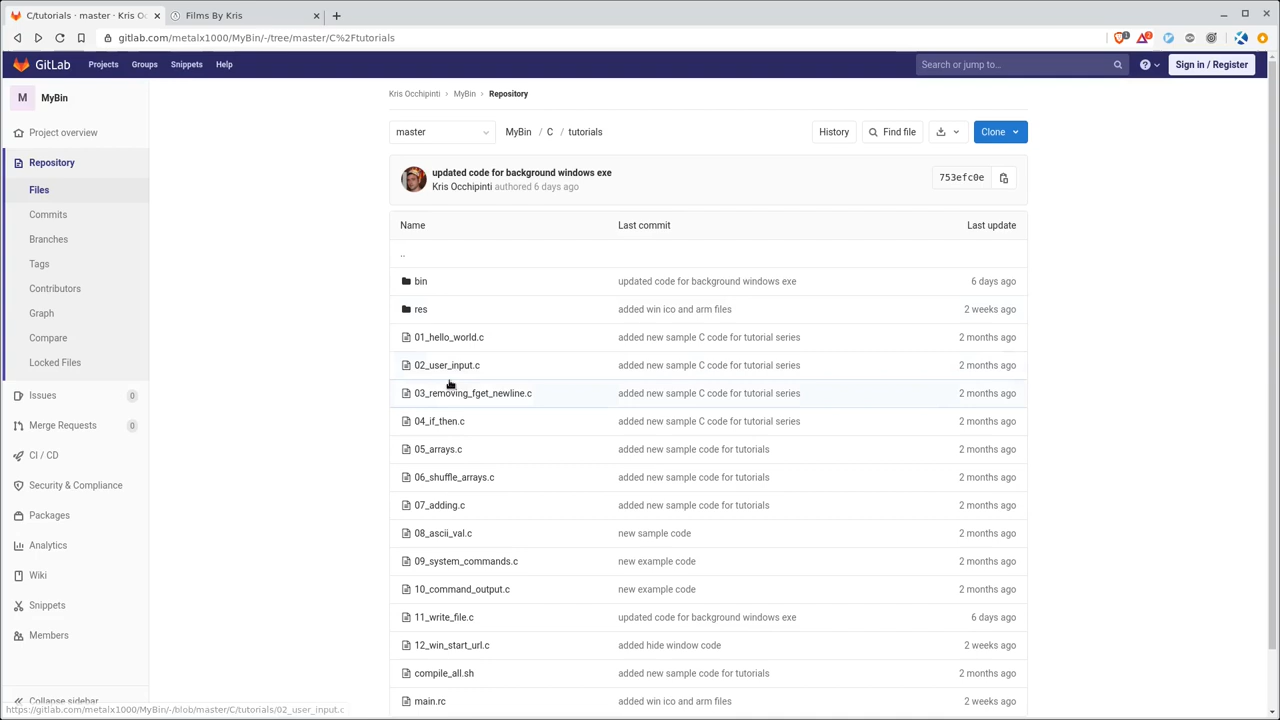 C/tutorials · master · Kris Oc
Films By Kris
gitlab.com/metalx1000/MyBin/-/tree/master/C%2Ftutorials
1
2
GitLab
Projects
Groups
Snippets
Help
Search or jump to…
Sign in / Register
M
MyBin
Project overview
Repository
Files
Commits
Branches
Tags
Contributors
Graph
Compare
Locked Files
Issues 0
Merge Requests 0
CI / CD
Security & Compliance
Packages
Analytics
Wiki
Snippets
Members
Collapse sidebar
Kris Occhipinti > MyBin > Repository
master
MyBin / C / tutorials
History
Find file
Clone
updated code for background windows exe
Kris Occhipinti authored 6 days ago
753efc0e
Name Last commit Last update
..
bin updated code for background windows exe 6 days ago
res added win ico and arm files 2 weeks ago
01_hello_world.c added new sample C code for tutorial series 2 months ago
02_user_input.c added new sample C code for tutorial series 2 months ago
03_removing_fget_newline.c added new sample C code for tutorial series 2 months ago
04_if_then.c added new sample C code for tutorial series 2 months ago
05_arrays.c added new sample code for tutorials 2 months ago
06_shuffle_arrays.c added new sample code for tutorials 2 months ago
07_adding.c added new sample code for tutorials 2 months ago
08_ascii_val.c new sample code 2 months ago
09_system_commands.c new example code 2 months ago
10_command_output.c new example code 2 months ago
11_write_file.c updated code for background windows exe 6 days ago
12_win_start_url.c added hide window code 2 weeks ago
compile_all.sh added new sample code for tutorials 2 months ago
main.rc added win ico and arm files 2 weeks ago
https://gitlab.com/metalx1000/MyBin/-/blob/master/C/tutorials/02_user_input.c